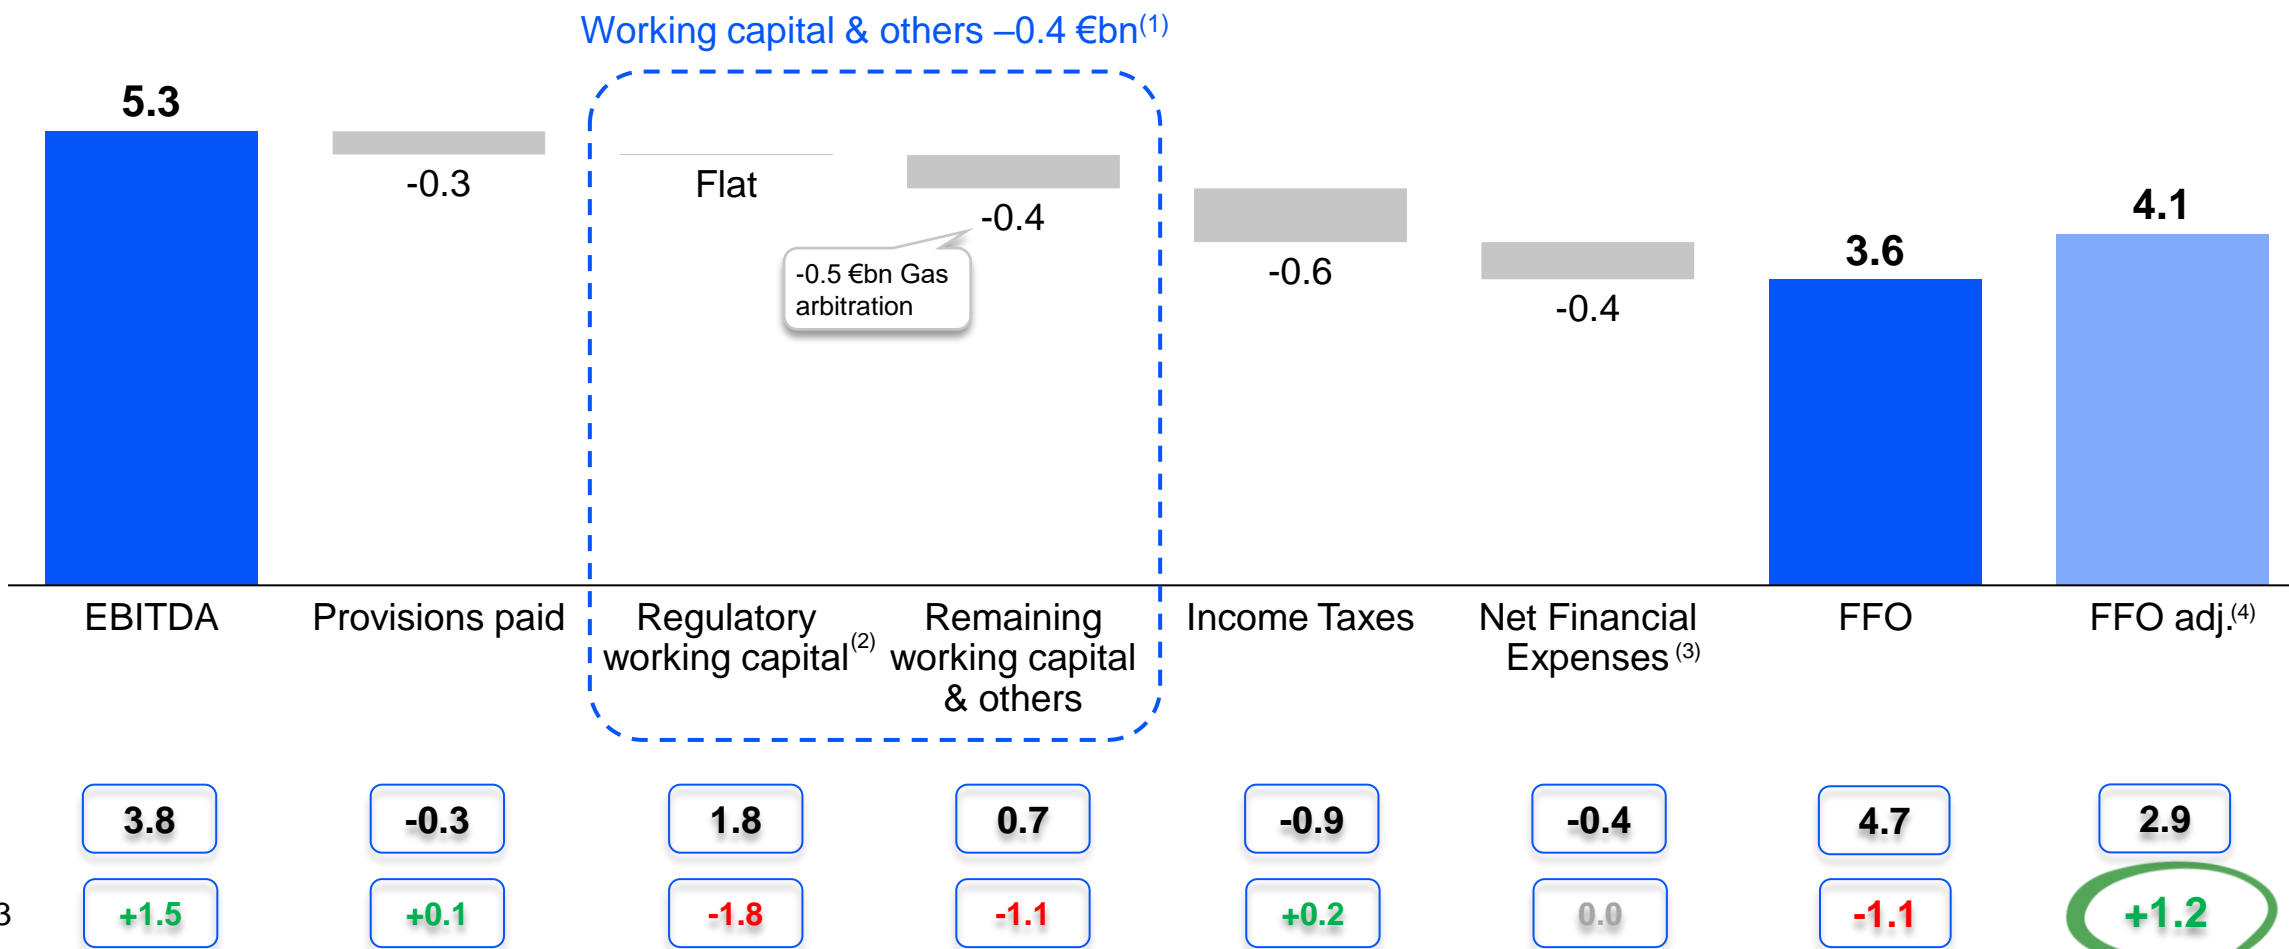 Working capital & others –0.4 €bn(1)
5.3
-0.3
Flat
-0.4
-0.5 €bn Gas
arbitration
-0.6
-0.4
3.6
4.1
EBITDA
Provisions paid
Regulatory
working capital(2)
Remaining
working capital
& others
Income Taxes
Net Financial
Expenses (3)
FFO
FFO adj.(4)
3.8
-0.3
1.8
0.7
-0.9
-0.4
4.7
2.9
3
+1.5
+0.1
-1.8
-1.1
+0.2
0.0
-1.1
+1.2